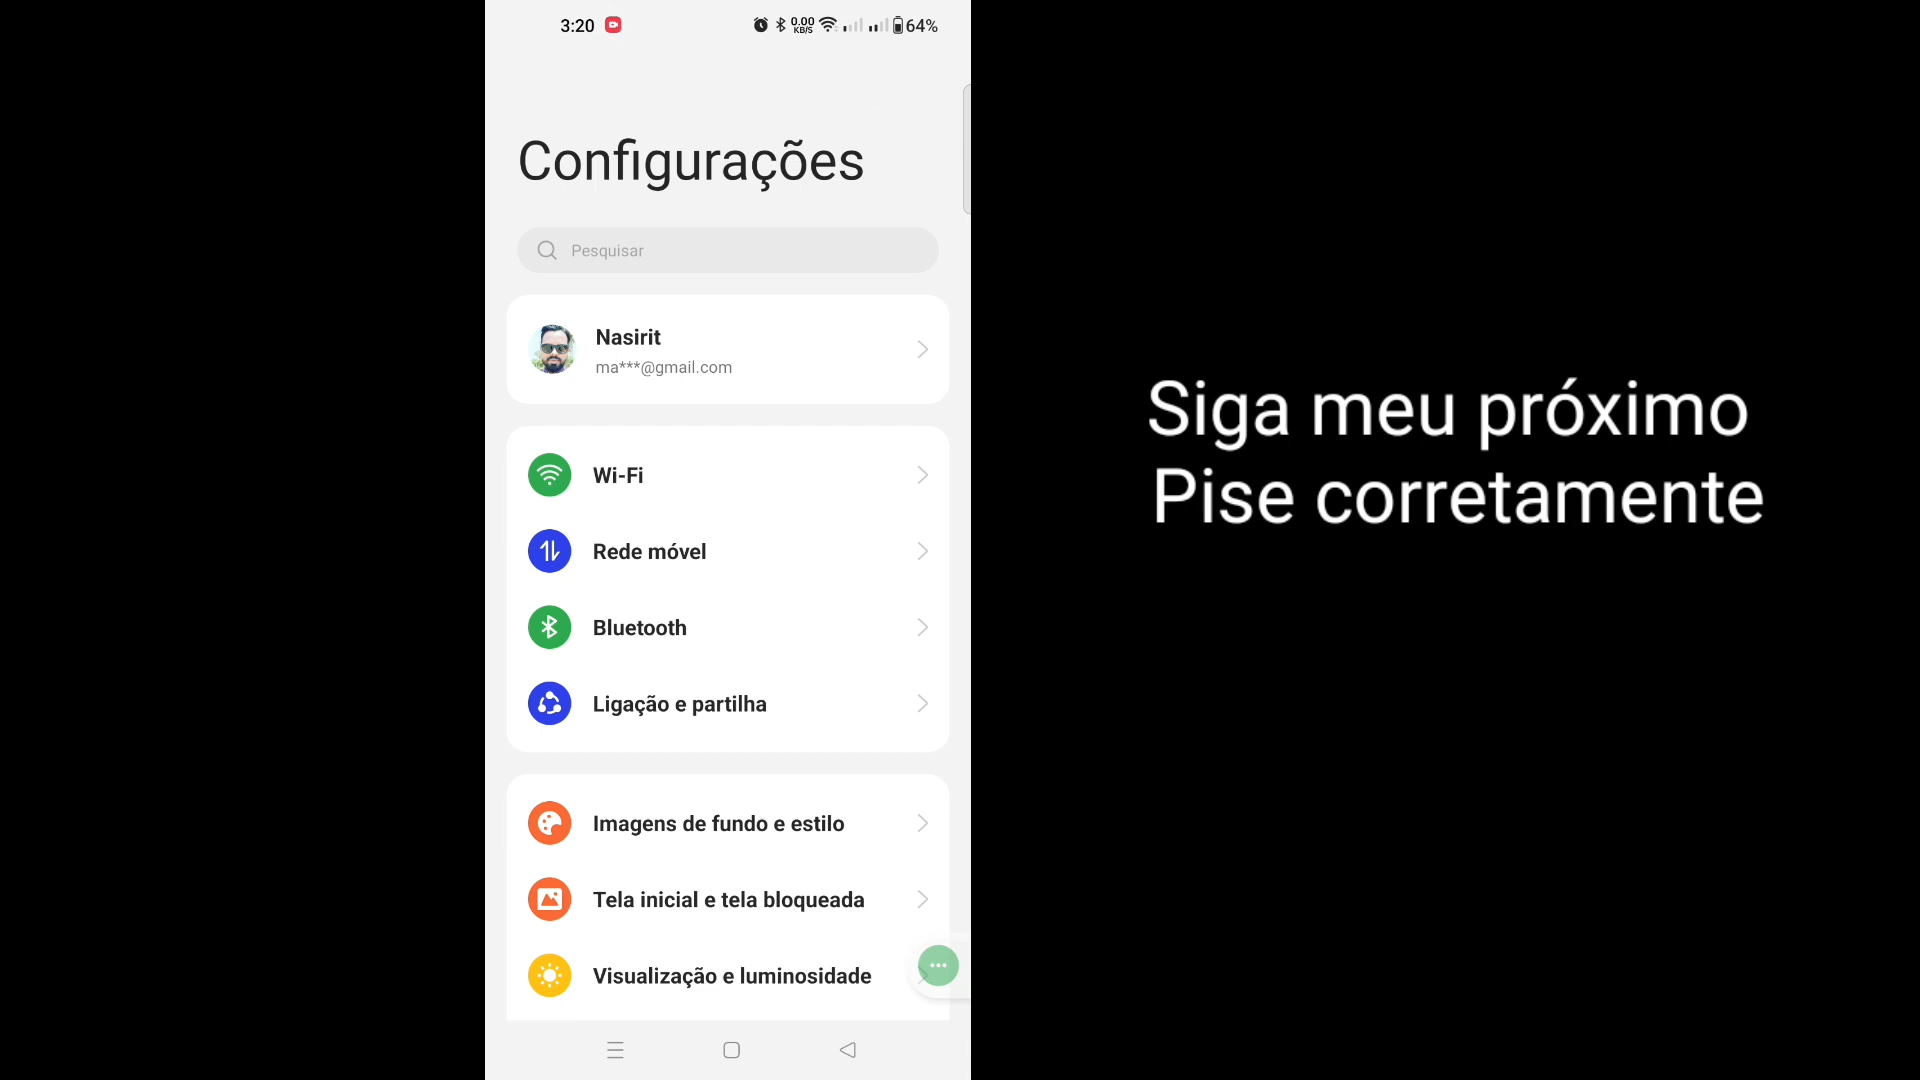 3:20
0.00
KB/S
64%
Configurações
Pesquisar
Nasirit
ma***@gmail.com
Wi-Fi
Rede móvel
Bluetooth
Ligação e partilha
Imagens de fundo e estilo
Tela inicial e tela bloqueada
Visualização e luminosidade
Siga meu próximo
Pise corretamente